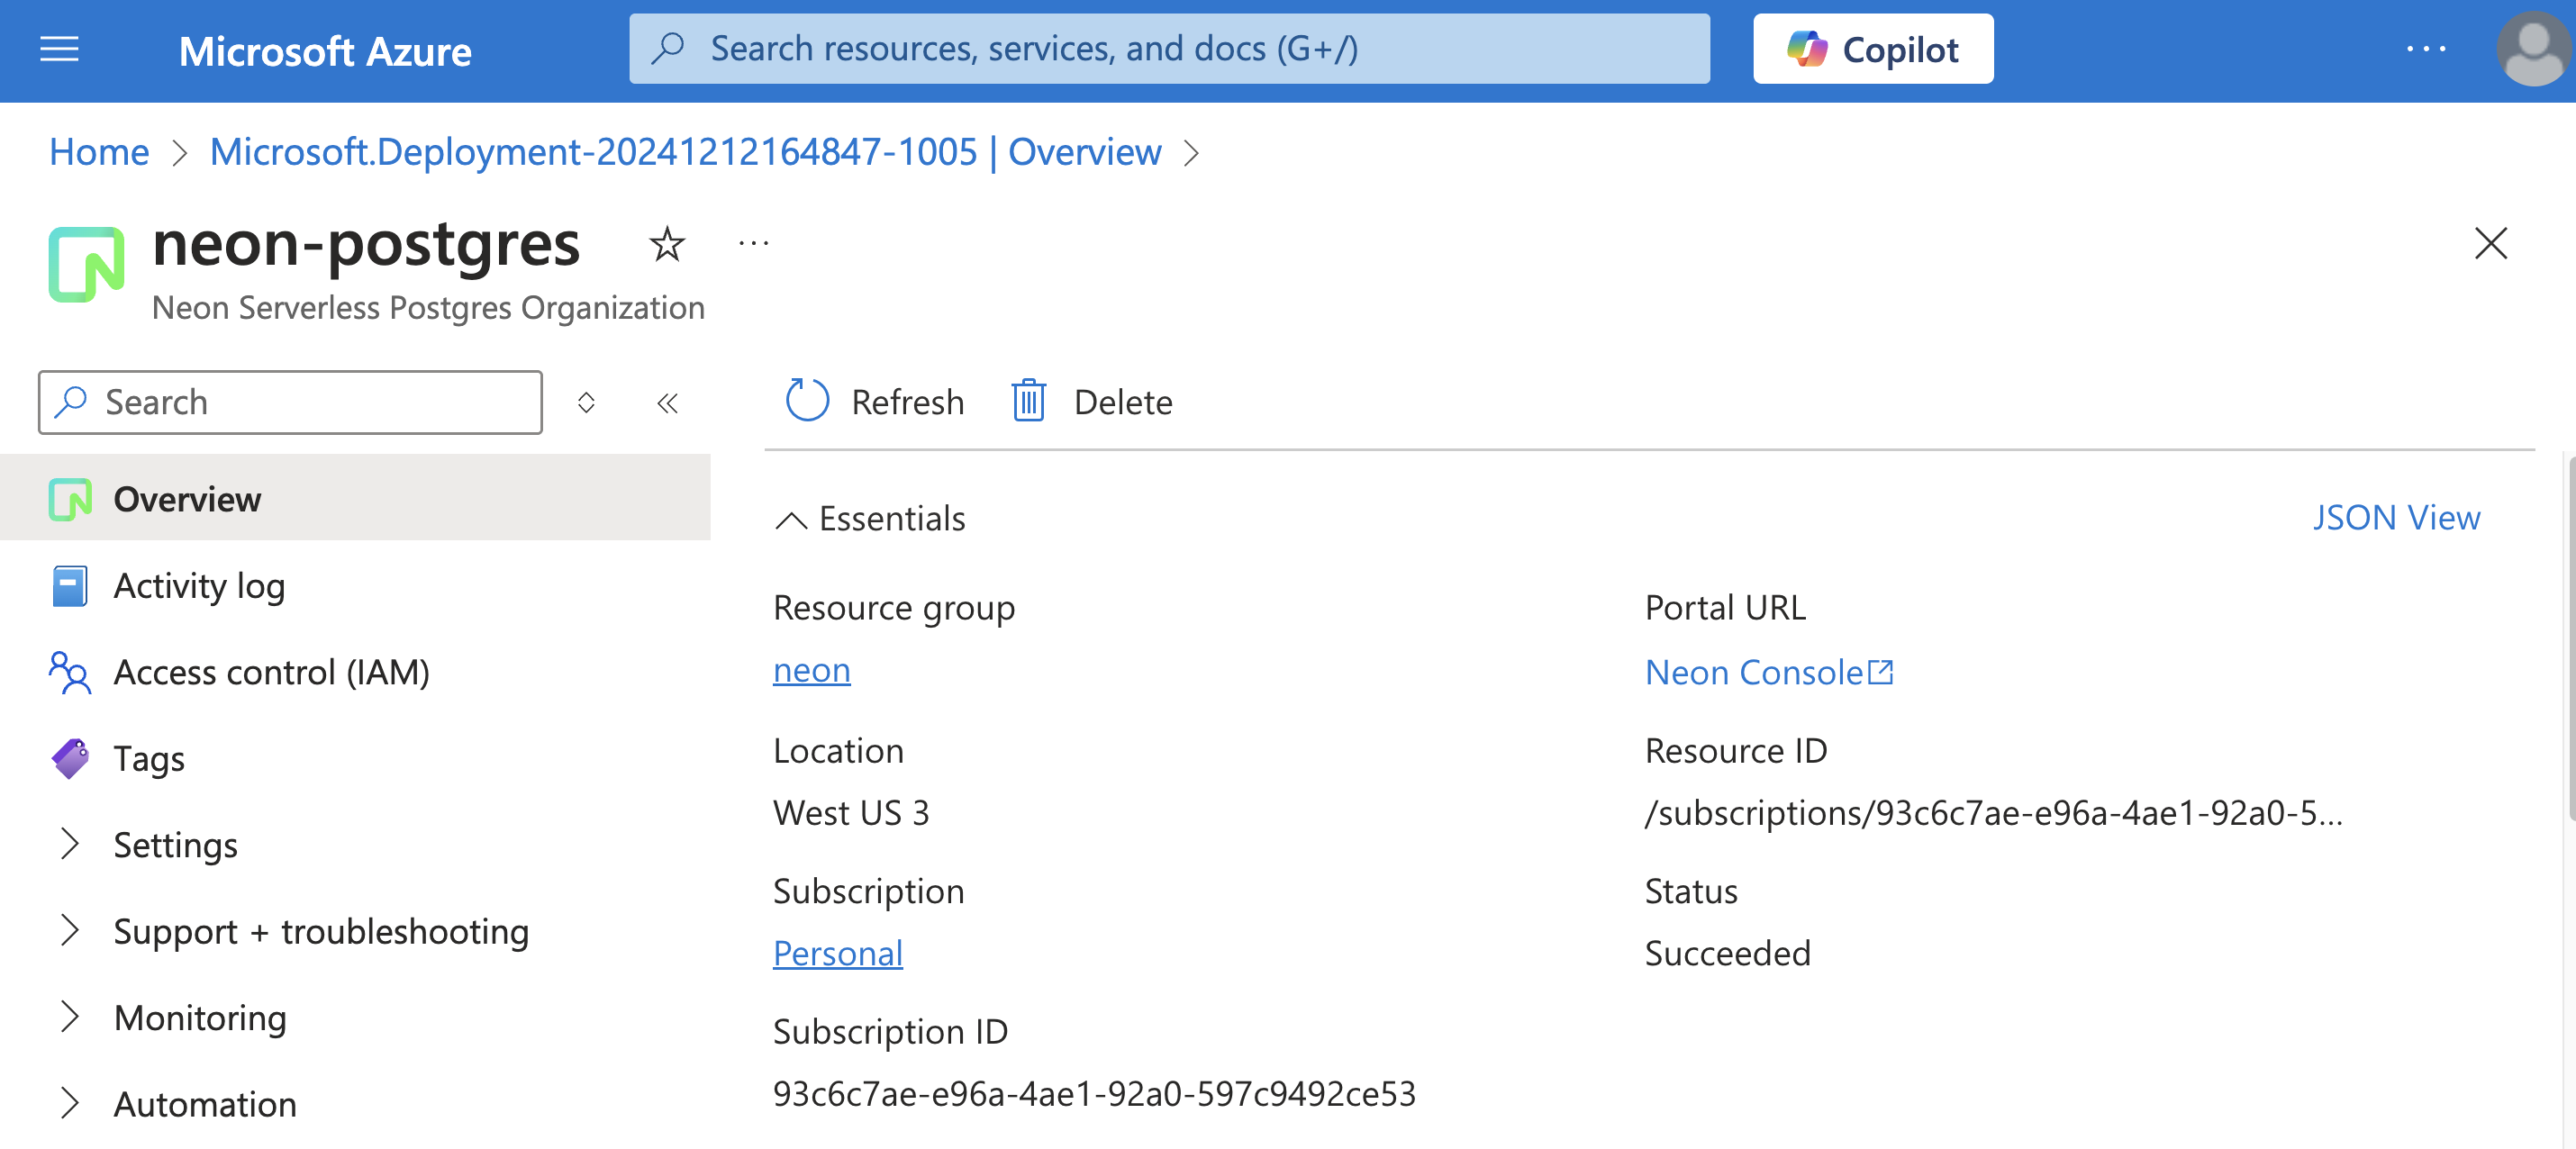 Microsoft Azure
Search resources, services, and docs (G+/)
Copilot
Home > Microsoft.Deployment-20241212164847-1005 | Overview >
neon-postgres
Neon Serverless Postgres Organization
Search
Refresh
Delete
Overview
Activity log
Access control (IAM)
Tags
Settings
Support + troubleshooting
Monitoring
Automation
Essentials
JSON View
Resource group
neon
Location
West US 3
Subscription
Personal
Subscription ID
93c6c7ae-e96a-4ae1-92a0-597c9492ce53
Portal URL
Neon Console
Resource ID
/subscriptions/93c6c7ae-e96a-4ae1-92a0-5...
Status
Succeeded